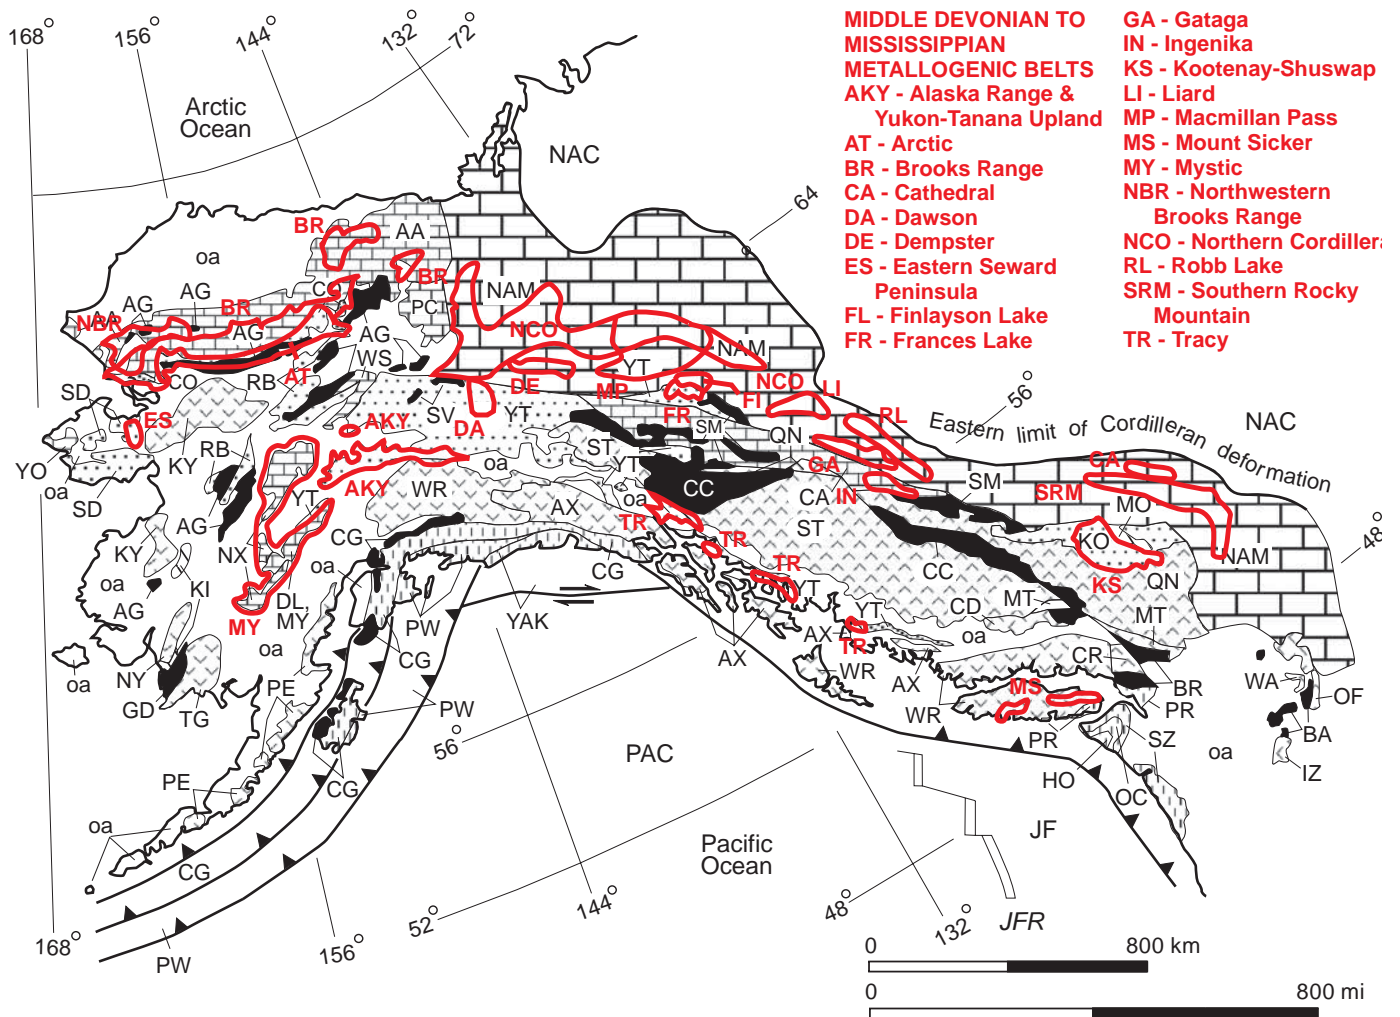 MIDDLE DEVONIAN TO
MISSISSIPPIAN
METALLOGENIC BELTS
AKY - Alaska Range &
Yukon-Tanana Upland
AT - Arctic
BR - Brooks Range
CA - Cathedral
DA - Dawson
DE - Dempster
ES - Eastern Seward
Peninsula
FL - Finlayson Lake
FR - Frances Lake
GA - Gataga
IN - Ingenika
KS - Kootenay-Shuswap
LI - Liard
MP - Macmillan Pass
MS - Mount Sicker
MY - Mystic
NBR - Northwestern
Brooks Range
NCO - Northern Cordillera
RL - Robb Lake
SRM - Southern Rocky
Mountain
TR - Tracy
168° 156° 144° 132° 72°
Arctic
Ocean
NAC
64
BR AA
oa
BR
CO
NAM
PC
AG AG BR
AA
NBR
AG
AG
WS
NCO
NAM
YT
CO RB AT
DE MP
NCO LI
SD
FR
RL
56°
Eastern limit of Cordilleran deformation
NAC
ES
AKY
SV YT
DA
SM
QN
YO
oa
KY
RB
ST
YT
oa
GA
CA
SD
AKY
WR
CC
CA IN
SM
SRM
MO
YT
AX
oa
ST
KO
48°
AG
TR
NAM
KY
NX
CG
TR
CC
QN
KS
oa
KI
oa
CG
TR
YT
MT
AG
DL,
MY
PW
YAK
YT
CD
MT
MY
oa
oa
NY
CG
AX
AX
TR
CR
oa
PE
WR
AX
BR
WA
OF
GD
TG
PW
WR
MS
PR
56°
PAC
PR
SZ
BA
oa
PE
CG
HO
OC
IZ
oa
JF
Pacific
Ocean
CG
144°
48°
132°
JFR
52°
168°
156°
PW
0 800 km
0 800 mi